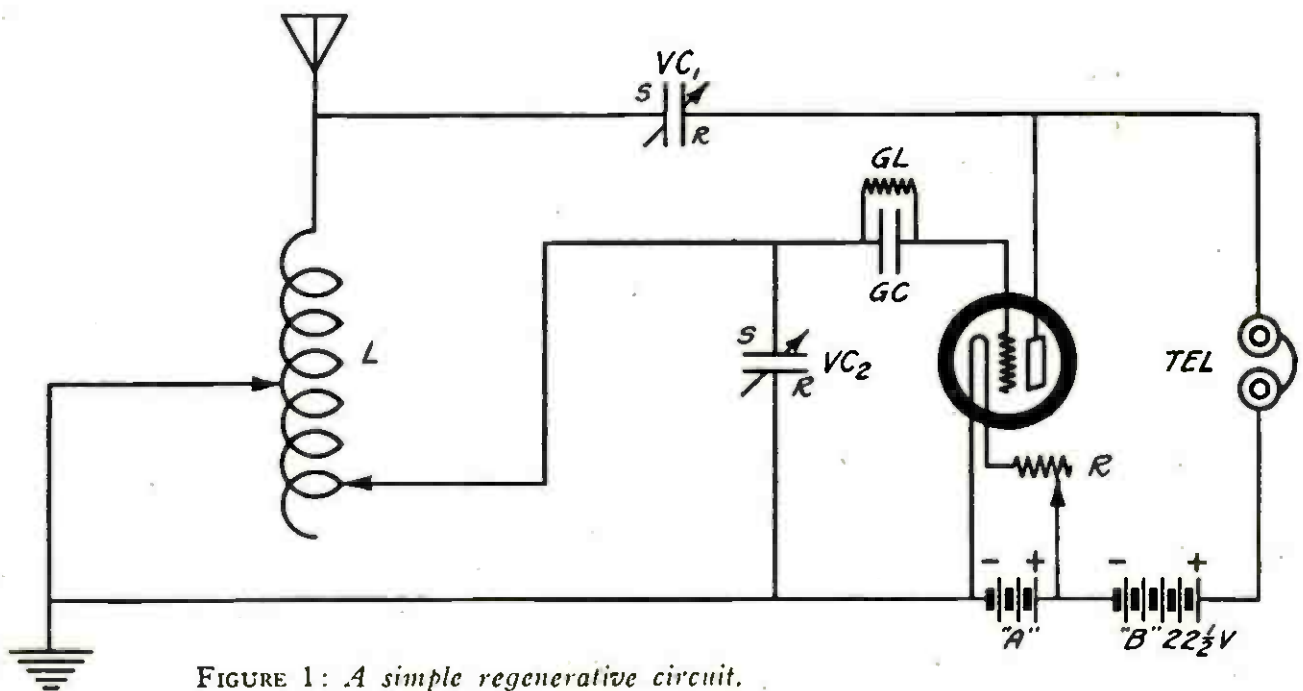 VC₁
S
R
GL
GC
L
S
R
VC₂
TEL
R
- + - +
"A" "B" 22½V
FIGURE 1: A simple regenerative circuit.